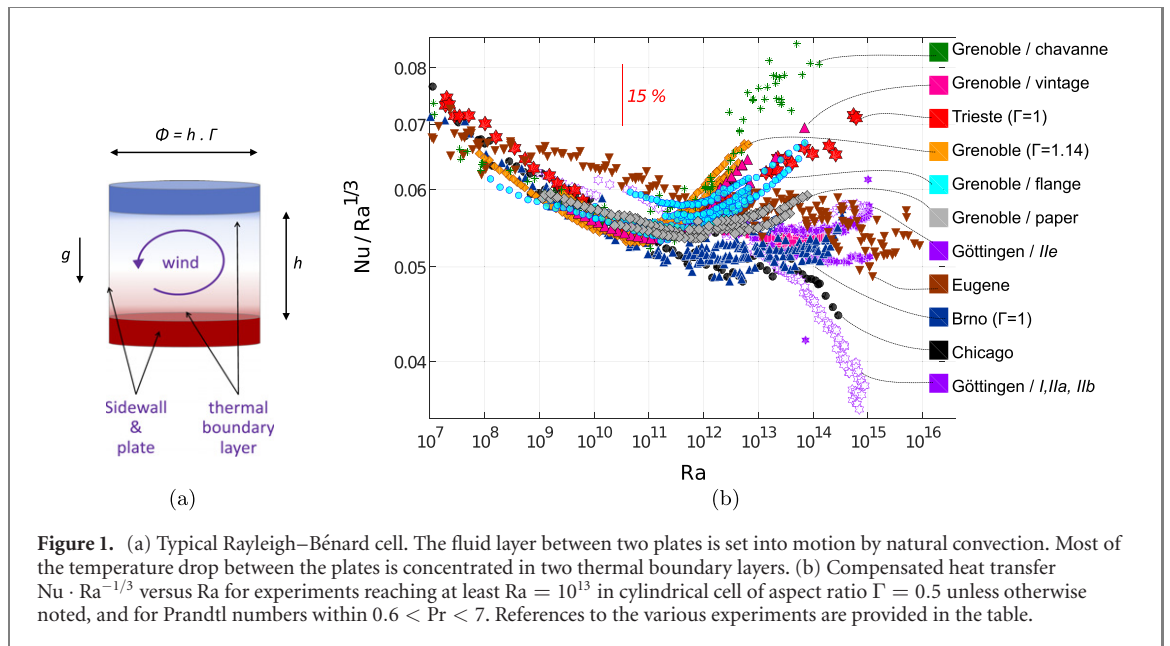 Φ = h . Γ
g
wind
h
Sidewall
&
plate
thermal
boundary
layer
(a)
Nu / Ra^1/3
0.08
0.07
0.06
0.05
0.04
15 %
10^7 10^8 10^9 10^10 10^11 10^12 10^13 10^14 10^15 10^16
Ra
Grenoble / chavanne
Grenoble / vintage
Trieste (Γ=1)
Grenoble (Γ=1.14)
Grenoble / flange
Grenoble / paper
Göttingen / IIe
Eugene
Brno (Γ=1)
Chicago
Göttingen / I,IIa, IIb
(b)
Figure 1. (a) Typical Rayleigh–Bénard cell. The fluid layer between two plates is set into motion by natural convection. Most of
the temperature drop between the plates is concentrated in two thermal boundary layers. (b) Compensated heat transfer
Nu · Ra^−1/3 versus Ra for experiments reaching at least Ra = 10^13 in cylindrical cell of aspect ratio Γ = 0.5 unless otherwise
noted, and for Prandtl numbers within 0.6 < Pr < 7. References to the various experiments are provided in the table.